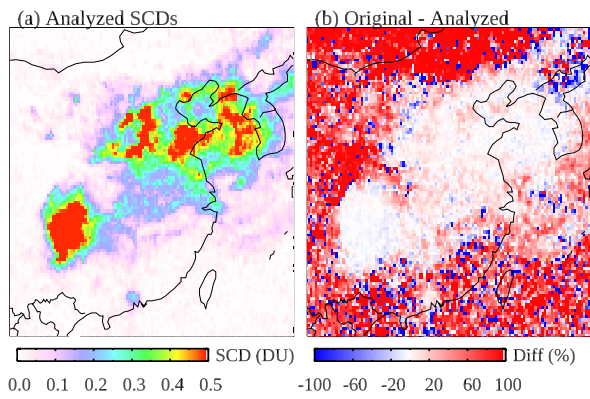 (a) Analyzed SCDs
(b) Original - Analyzed
SCD (DU)
Diff (%)
0.0 0.1 0.2 0.3 0.4 0.5
-100 -60 -20 20 60 100